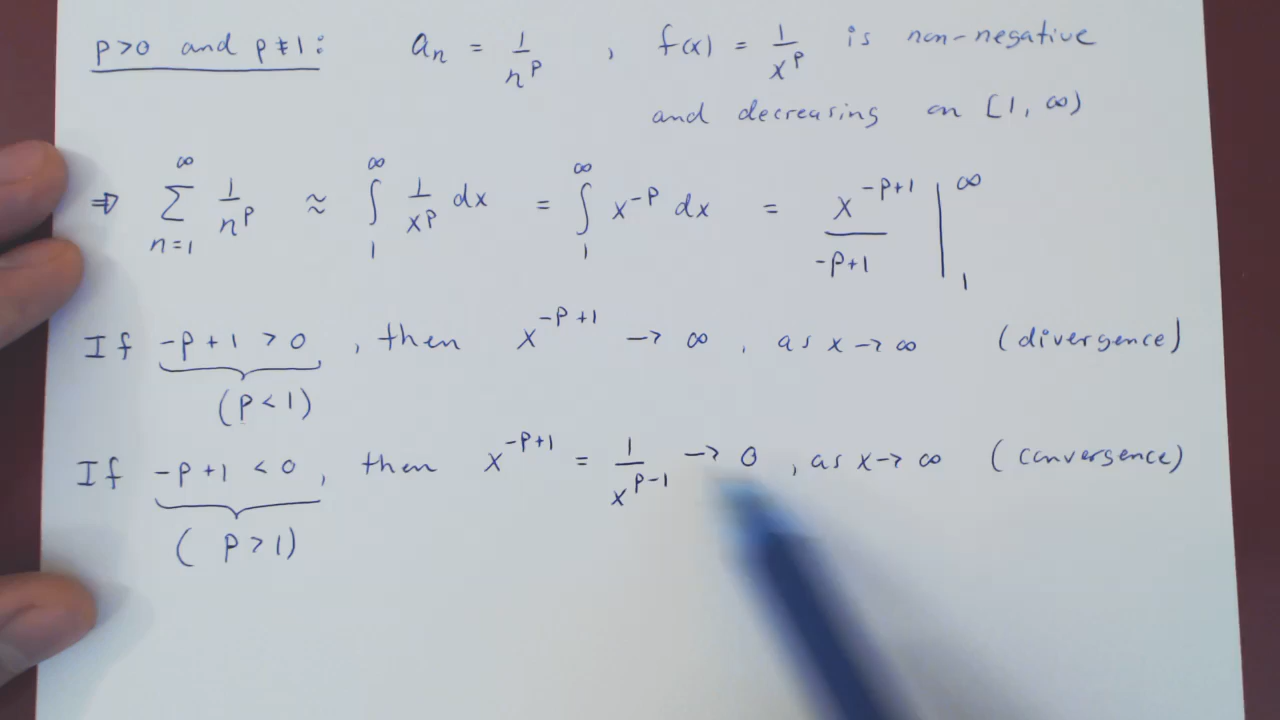 p>0 and p≠1: aₙ = 1/n^p , f(x) = 1/x^p is non-negative
and decreasing on [1, ∞)
⇒ ∑_{n=1}^{∞} 1/n^p ≈ ∫_1^∞ 1/x^p dx = ∫_1^∞ x^{-p} dx = x^{-p+1}/(-p+1) |_1^∞
If -p+1 > 0 , then x^{-p+1} → ∞ , as x → ∞ (divergence)
(p < 1)
If -p+1 < 0 , then x^{-p+1} = 1/x^{p-1} → 0 , as x → ∞ (convergence)
( p > 1)